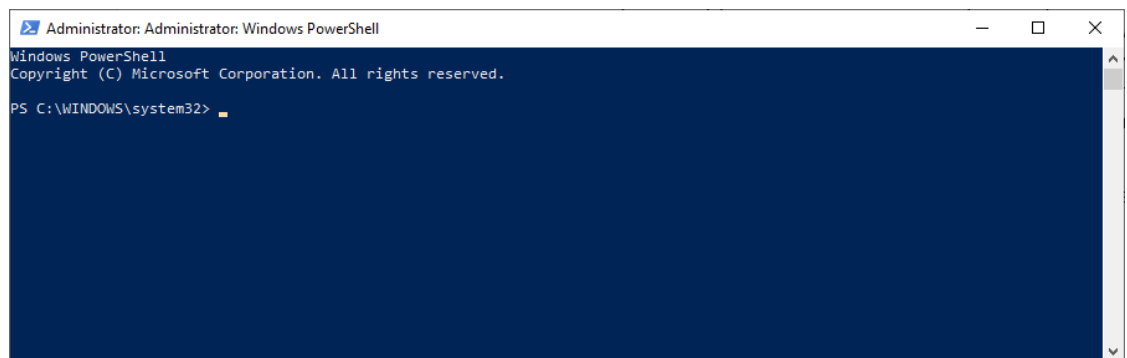 Administrator: Administrator: Windows PowerShell
Windows PowerShell
Copyright (C) Microsoft Corporation. All rights reserved.
PS C:\WINDOWS\system32>